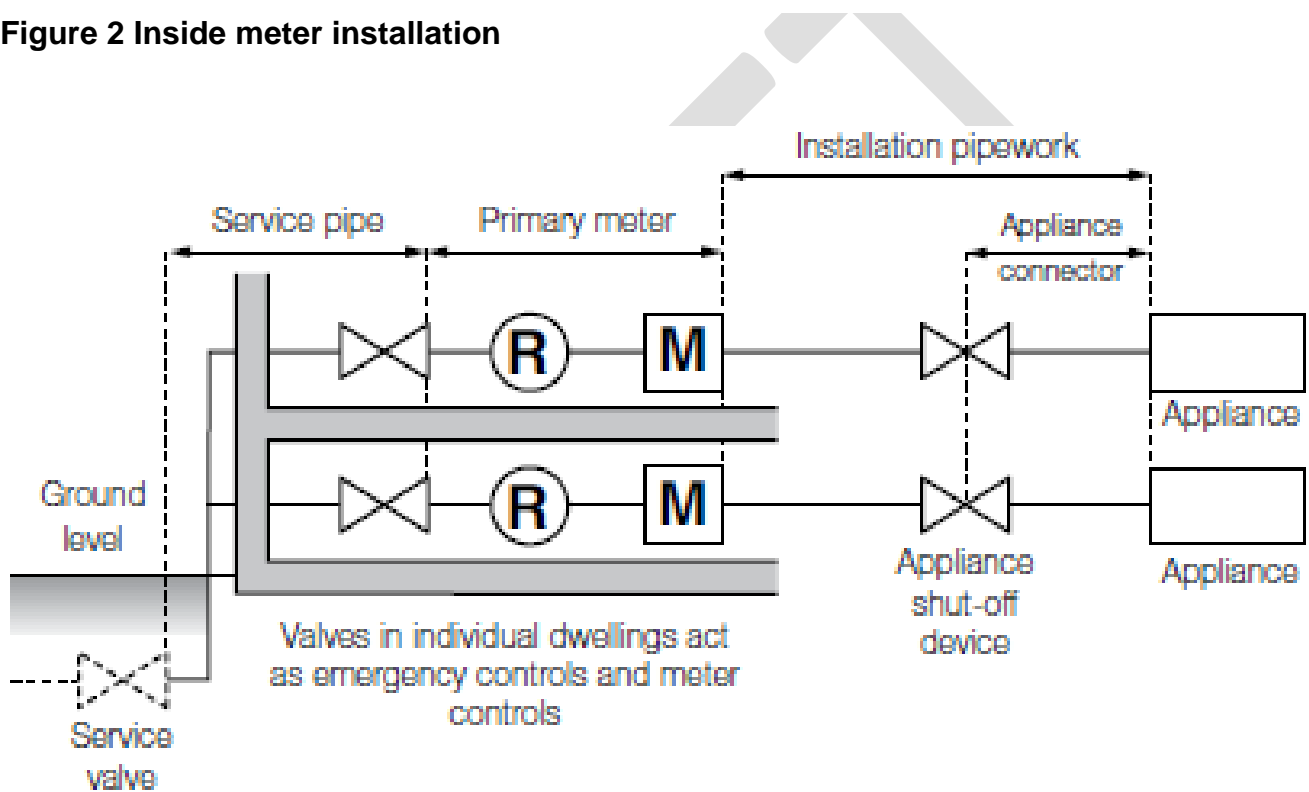 Figure 2 Inside meter installation
Installation pipework
Service pipe
Primary meter
Appliance
connector
R
M
Appliance
Ground
level
R
M
Appliance
shut-off
device
Appliance
Valves in individual dwellings act
as emergency controls and meter
controls
Service
valve